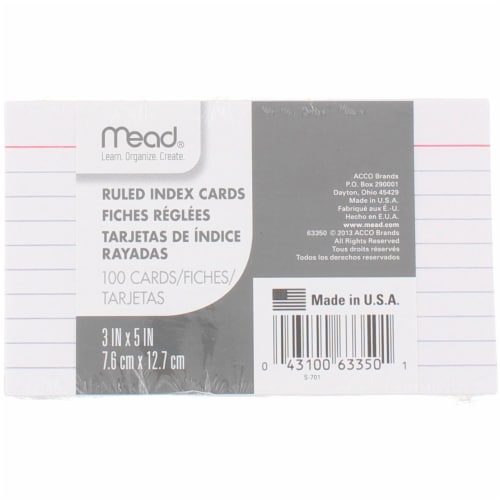 Mead®
Learn. Organize. Create.
RULED INDEX CARDS
FICHES RÉGLÉES
TARJETAS DE ÍNDICE
RAYADAS
100 CARDS/FICHES/
TARJETAS
3 IN x 5 IN
7.6 cm x 12.7 cm
ACCO Brands
P.O. Box 290001
Dayton, Ohio 45429
Made in U.S.A.
Fabriqué aux É.-U.
Hecho en E.U.A.
www.mead.com
63350 © 2013 ACCO Brands
All Rights Reserved
Tous droits réservés
Todos los derechos reservados
Made in U.S.A.
0 43100 63350 1
S-701